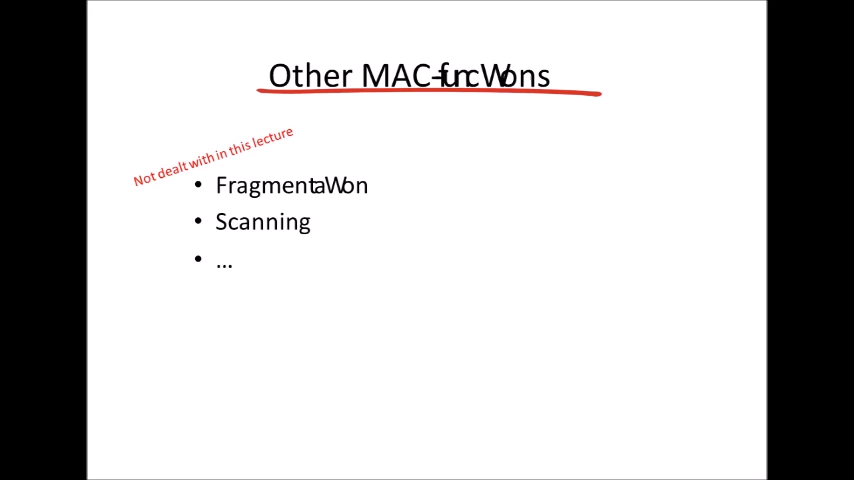 Other MAC-funcWons
Not dealt with in this lecture
• FragmentaWon
• Scanning
• ...